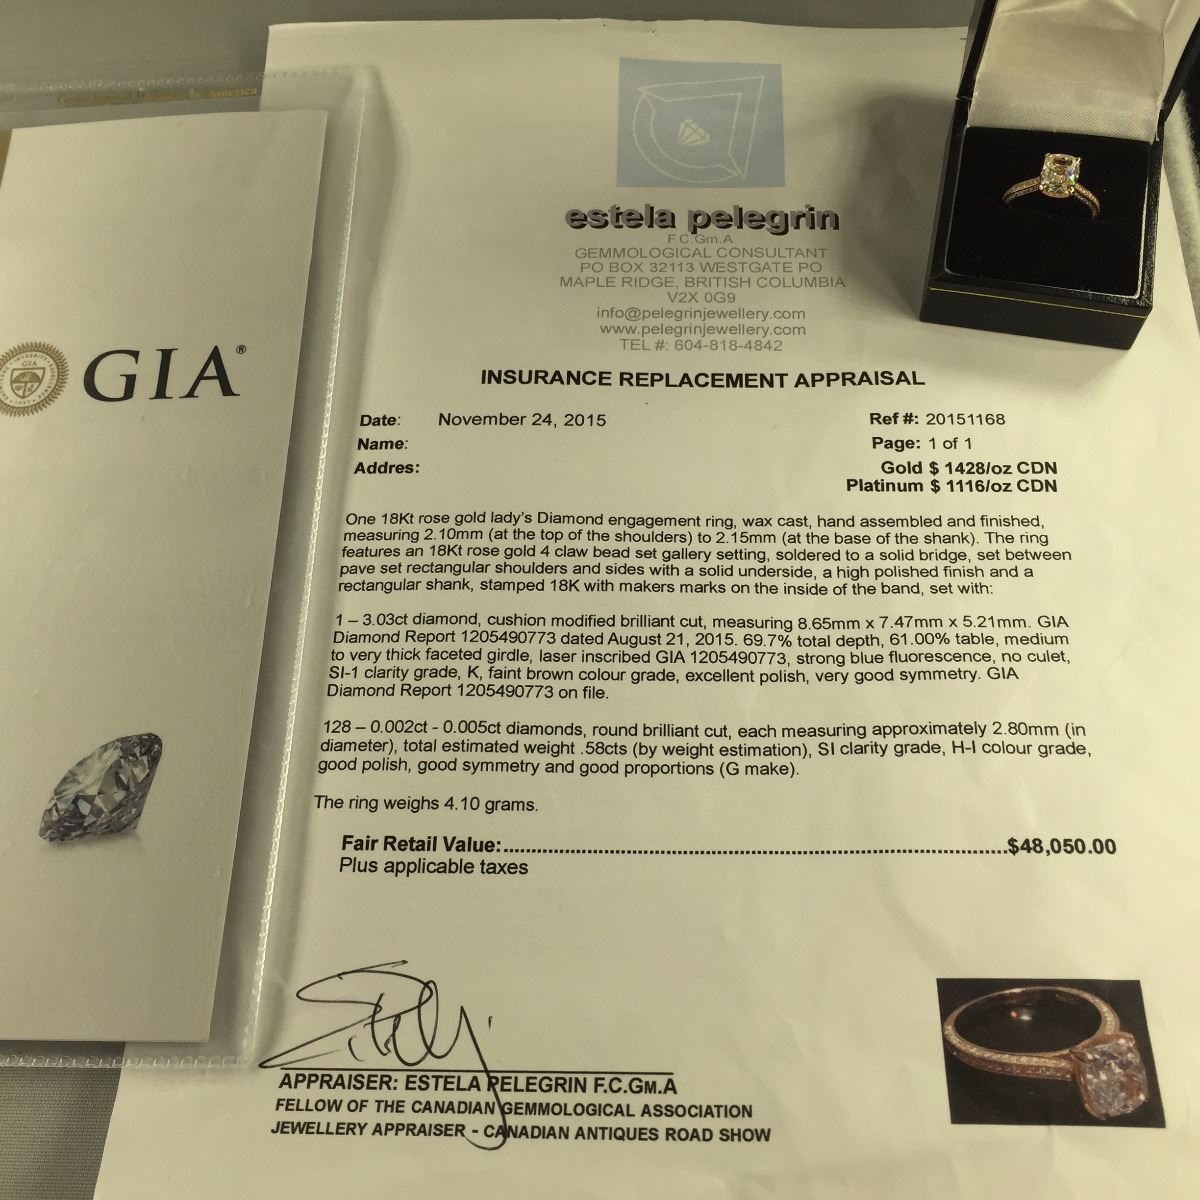 Gemological Institute of America
GIA®
GIA
estela pelegrin
F.C.Gm.A
GEMMOLOGICAL CONSULTANT
PO BOX 32113 WESTGATE PO
MAPLE RIDGE, BRITISH COLUMBIA
V2X 0G9
info@pelegrinjewellery.com
www.pelegrinjewellery.com
TEL #: 604-818-4842
INSURANCE REPLACEMENT APPRAISAL
Date: November 24, 2015 Ref #: 20151168
Name: Page: 1 of 1
Addres: Gold $ 1428/oz CDN
Platinum $ 1116/oz CDN
One 18Kt rose gold lady's Diamond engagement ring, wax cast, hand assembled and finished,
measuring 2.10mm (at the top of the shoulders) to 2.15mm (at the base of the shank). The ring
features an 18Kt rose gold 4 claw bead set gallery setting, soldered to a solid bridge, set between
pave set rectangular shoulders and sides with a solid underside, a high polished finish and a
rectangular shank, stamped 18K with makers marks on the inside of the band, set with:
1 – 3.03ct diamond, cushion modified brilliant cut, measuring 8.65mm x 7.47mm x 5.21mm. GIA
Diamond Report 1205490773 dated August 21, 2015. 69.7% total depth, 61.00% table, medium
to very thick faceted girdle, laser inscribed GIA 1205490773, strong blue fluorescence, no culet,
SI-1 clarity grade, K, faint brown colour grade, excellent polish, very good symmetry. GIA
Diamond Report 1205490773 on file.
128 – 0.002ct - 0.005ct diamonds, round brilliant cut, each measuring approximately 2.80mm (in
diameter), total estimated weight .58cts (by weight estimation), SI clarity grade, H-I colour grade,
good polish, good symmetry and good proportions (G make).
The ring weighs 4.10 grams.
Fair Retail Value:..........................................................................................$48,050.00
Plus applicable taxes
APPRAISER: ESTELA PELEGRIN F.C.GM.A
FELLOW OF THE CANADIAN GEMMOLOGICAL ASSOCIATION
JEWELLERY APPRAISER - CANADIAN ANTIQUES ROAD SHOW